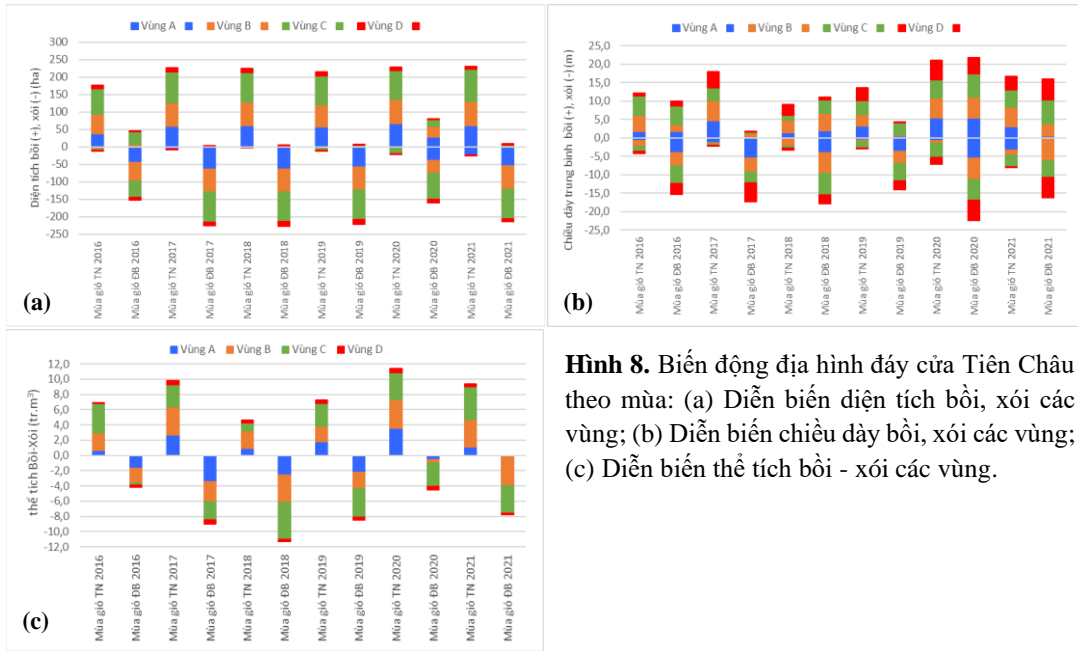 Vùng A Vùng B Vùng C Vùng D
Diện tích bồi (+), xói (-) (ha)
300
250
200
150
100
50
0
-50
-100
-150
-200
-250
Mùa gió TN 2016
Mùa gió ĐB 2016
Mùa gió TN 2017
Mùa gió ĐB 2017
Mùa gió TN 2018
Mùa gió ĐB 2018
Mùa gió TN 2019
Mùa gió ĐB 2019
Mùa gió TN 2020
Mùa gió ĐB 2020
Mùa gió TN 2021
Mùa gió ĐB 2021
(a)
Vùng A Vùng B Vùng C Vùng D
Chiều dày trung bình bồi (+), xói (-) (m)
25,0
20,0
15,0
10,0
5,0
0,0
-5,0
-10,0
-15,0
-20,0
-25,0
Mùa gió TN 2016
Mùa gió ĐB 2016
Mùa gió TN 2017
Mùa gió ĐB 2017
Mùa gió TN 2018
Mùa gió ĐB 2018
Mùa gió TN 2019
Mùa gió ĐB 2019
Mùa gió TN 2020
Mùa gió ĐB 2020
Mùa gió TN 2021
Mùa gió ĐB 2021
(b)
Vùng A Vùng B Vùng C Vùng D
thể tích Bồi-Xói (tr.m³)
12,0
10,0
8,0
6,0
4,0
2,0
0,0
-2,0
-4,0
-6,0
-8,0
-10,0
-12,0
Mùa gió TN 2016
Mùa gió ĐB 2016
Mùa gió TN 2017
Mùa gió ĐB 2017
Mùa gió TN 2018
Mùa gió ĐB 2018
Mùa gió TN 2019
Mùa gió ĐB 2019
Mùa gió TN 2020
Mùa gió ĐB 2020
Mùa gió TN 2021
Mùa gió ĐB 2021
(c)
Hình 8. Biến động địa hình đáy cửa Tiên Châu
theo mùa: (a) Diễn biến diện tích bồi, xói các
vùng; (b) Diễn biến chiều dày bồi, xói các vùng;
(c) Diễn biến thể tích bồi - xói các vùng.